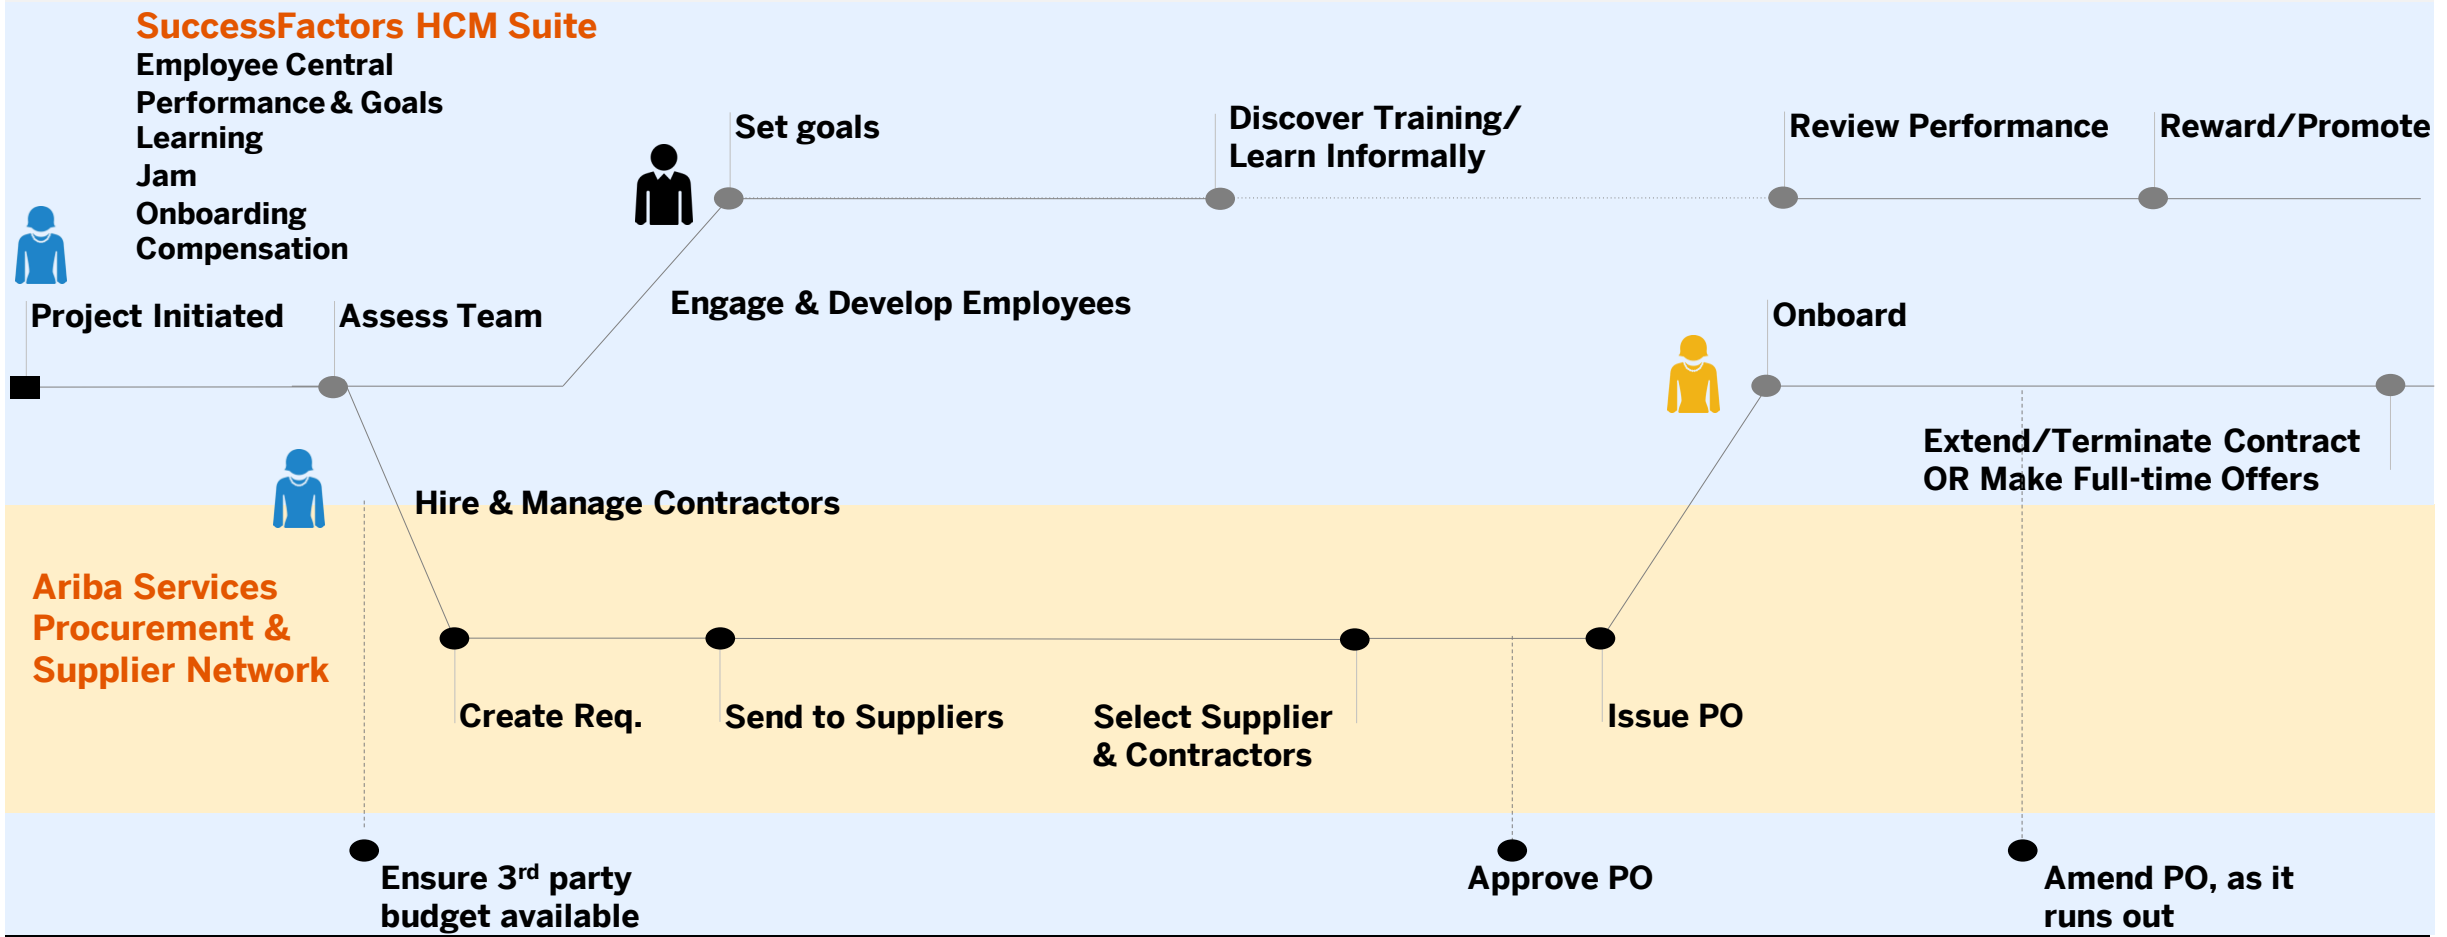 SuccessFactors HCM Suite
Employee Central
Performance & Goals
Learning
Jam
Onboarding
Compensation
Set goals
Discover Training/
Learn Informally
Review Performance
Reward/Promote
Project Initiated
Assess Team
Engage & Develop Employees
Onboard
Extend/Terminate Contract
OR Make Full-time Offers
Hire & Manage Contractors
Ariba Services
Procurement &
Supplier Network
Create Req.
Send to Suppliers
Select Supplier
& Contractors
Issue PO
Ensure 3rd party
budget available
Approve PO
Amend PO, as it
runs out